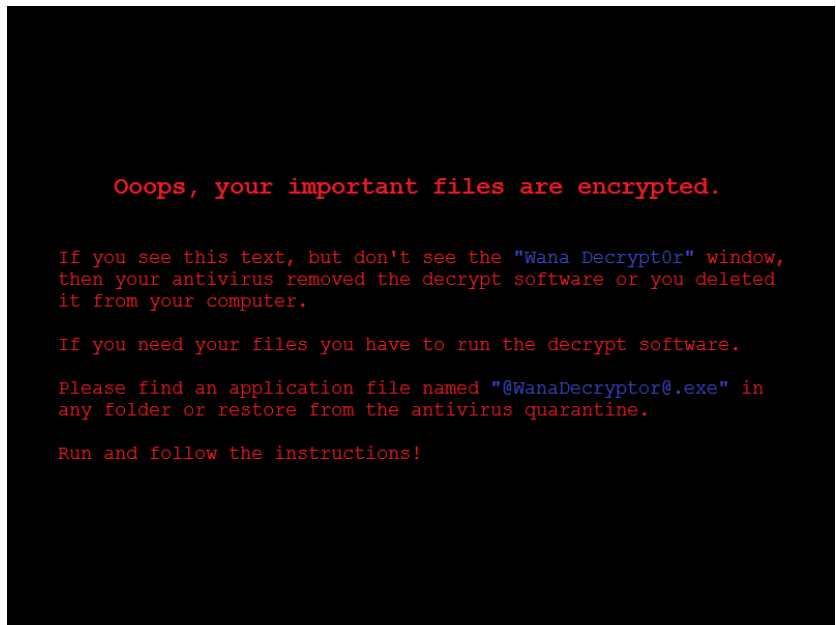 Ooops, your important files are encrypted.
If you see this text, but don't see the "Wana Decrypt0r" window,
then your antivirus removed the decrypt software or you deleted
it from your computer.
If you need your files you have to run the decrypt software.
Please find an application file named "@WanaDecryptor@.exe" in
any folder or restore from the antivirus quarantine.
Run and follow the instructions!